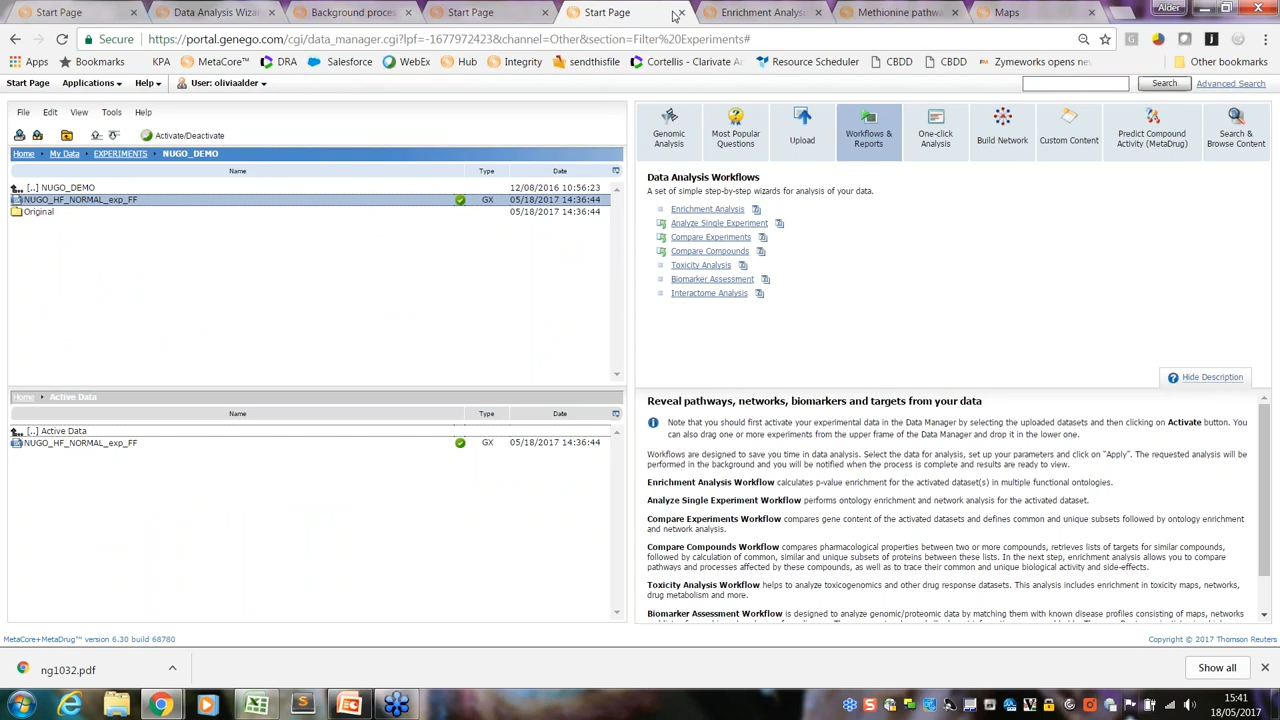 Start Page
Data Analysis Wiza
Background proces
Start Page
Start Page
Enrichment Analys
Methionine pathwa
Maps
Alder
Secure
https://portal.genego.com/cgi/data_manager.cgi?lpf=-1677972423&channel=Other&section=Filter%20Experiments#
Apps Bookmarks KPA MetaCore™ DRA Salesforce WebEx Hub Integrity sendthisfile Cortellis - Clarivate A Resource Scheduler CBDD CBDD Zymeworks opens new Other bookmarks
Start Page Applications Help User: oliviaalder Search Advanced Search
File Edit View Tools Help
Activate/Deactivate
Home My Data EXPERIMENTS NUGO_DEMO
Name Type Date
[..] NUGO_DEMO 12/08/2016 10:56:23
NUGO_HF_NORMAL_exp_FF GX 05/18/2017 14:36:44
Original 05/18/2017 14:36:44
Home Active Data
Name Type Date
[..] Active Data
NUGO_HF_NORMAL_exp_FF GX 05/18/2017 14:36:44
Genomic Analysis
Most Popular Questions
Upload
Workflows & Reports
One-click Analysis
Build Network
Custom Content
Predict Compound Activity (MetaDrug)
Search & Browse Content
Data Analysis Workflows
A set of simple step-by-step wizards for analysis of your data.
Enrichment Analysis
Analyze Single Experiment
Compare Experiments
Compare Compounds
Toxicity Analysis
Biomarker Assessment
Interactome Analysis
Hide Description
Reveal pathways, networks, biomarkers and targets from your data
Note that you should first activate your experimental data in the Data Manager by selecting the uploaded datasets and then clicking on Activate button. You
can also drag one or more experiments from the upper frame of the Data Manager and drop it in the lower one.
Workflows are designed to save you time in data analysis. Select the data for analysis, set up your parameters and click on "Apply". The requested analysis will be
performed in the background and you will be notified when the process is complete and results are ready to view.
Enrichment Analysis Workflow calculates p-value enrichment for the activated dataset(s) in multiple functional ontologies.
Analyze Single Experiment Workflow performs ontology enrichment and network analysis for the activated dataset.
Compare Experiments Workflow compares gene content of the activated datasets and defines common and unique subsets followed by ontology enrichment
and network analysis.
Compare Compounds Workflow compares pharmacological properties between two or more compounds, retrieves lists of targets for similar compounds,
followed by calculation of common, similar and unique subsets of proteins between these lists. In the next step, enrichment analysis allows you to compare
pathways and processes affected by these compounds, as well as to trace their common and unique biological activity and side-effects.
Toxicity Analysis Workflow helps to analyze toxicogenomics and other drug response datasets. This analysis includes enrichment in toxicity maps, networks,
drug metabolism and more.
Biomarker Assessment Workflow is designed to analyze genomic/proteomic data by matching them with known disease profiles consisting of maps, networks
MetaCore+MetaDrug™ version 6.30 build 68780
Copyright © 2017 Thomson Reuters
ng1032.pdf
Show all
15:41
18/05/2017